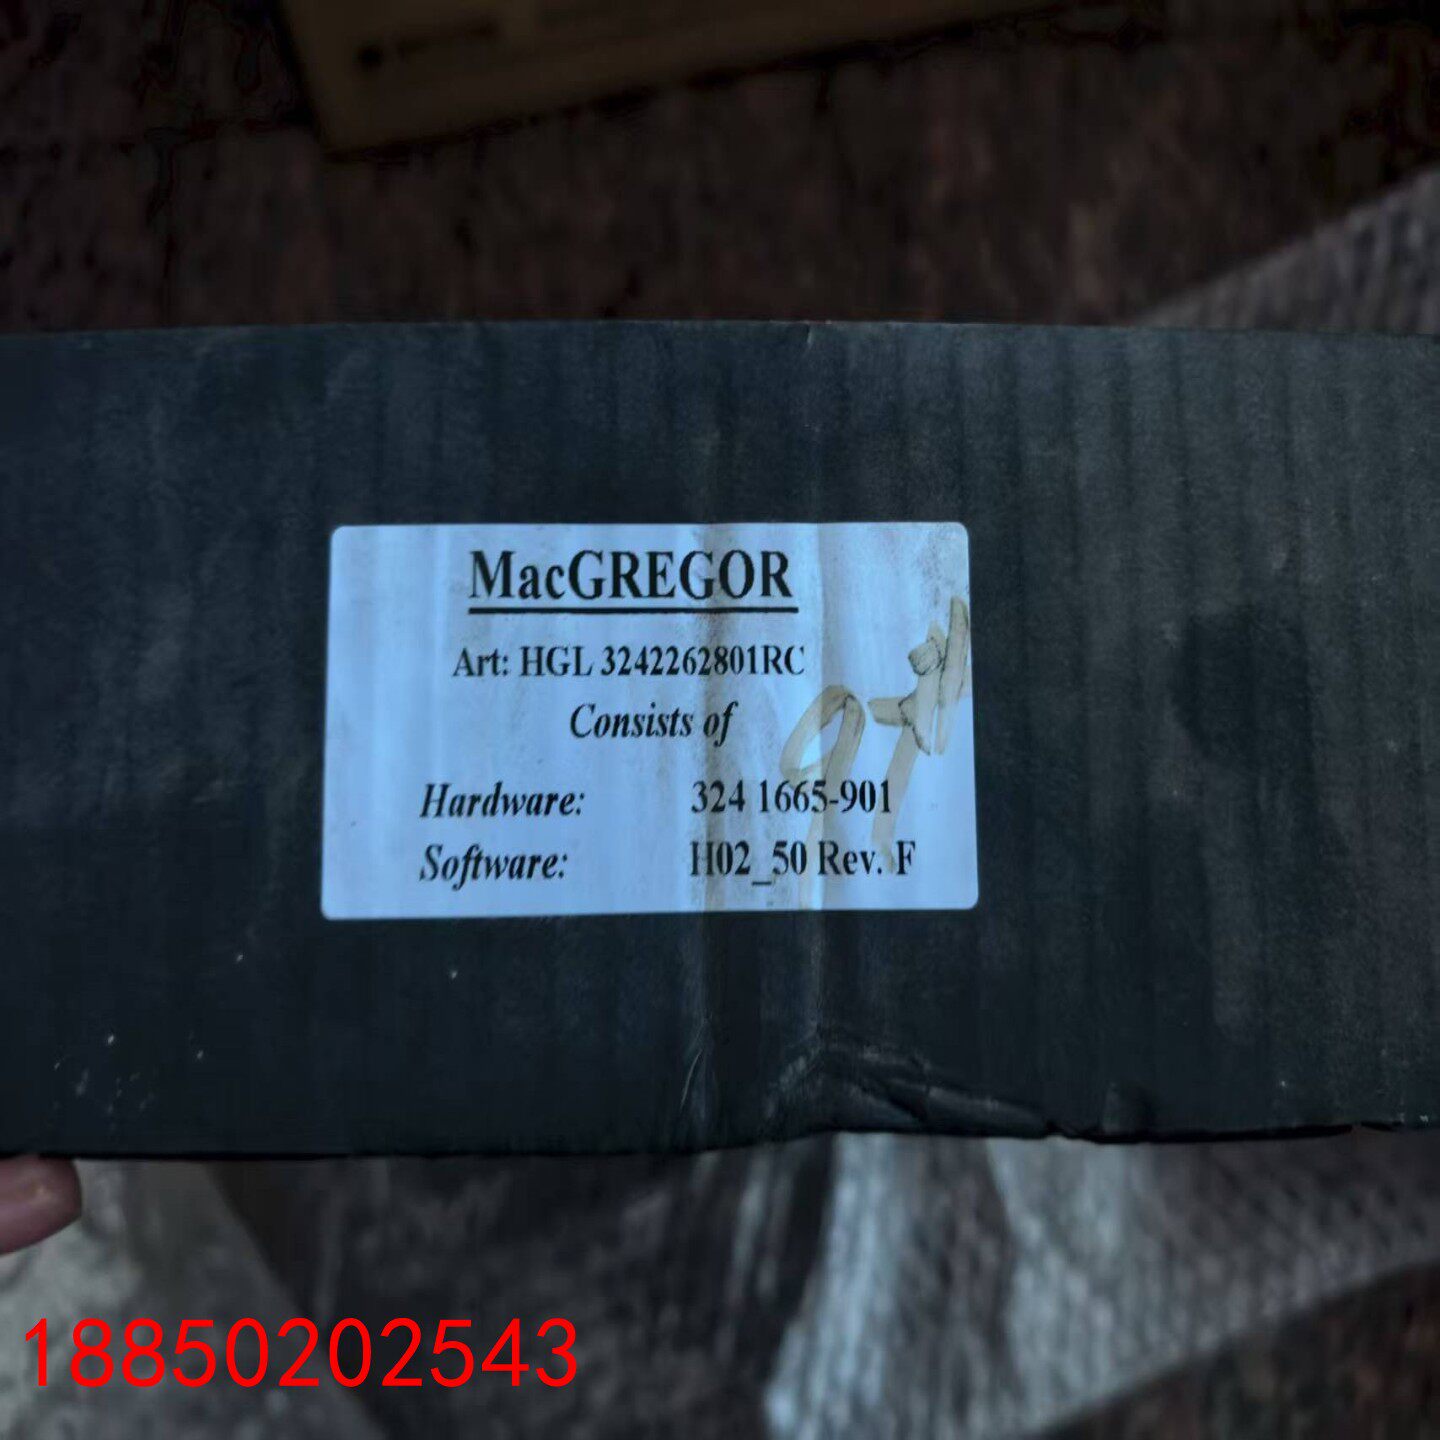 MacGREGOR
Art: HGL 3242262801RC
Consists of
Hardware: 324 1665-901
Software: H02_50 Rev. F
18850202543